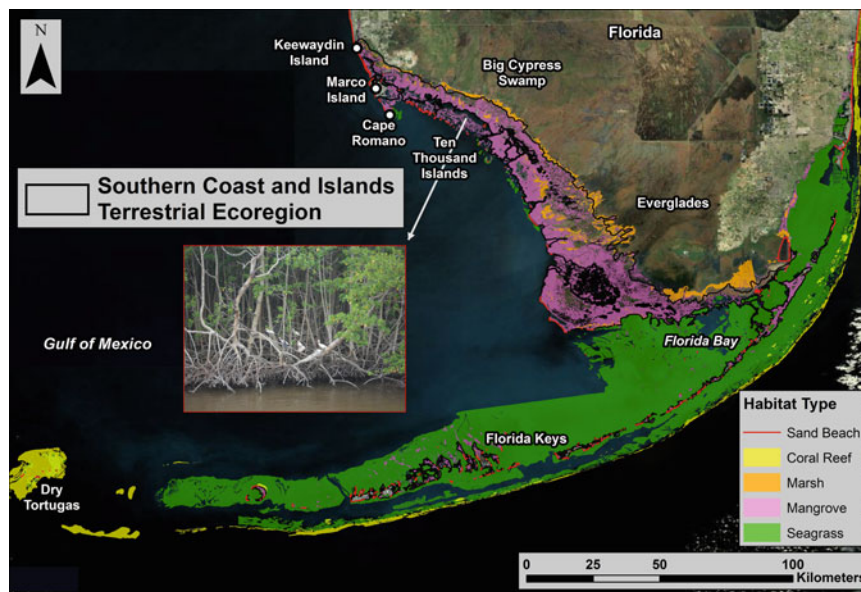 Florida
Keewaydin
Island
Big Cypress
Swamp
Marco
Island
Cape
Romano
Ten
Thousand
Islands
N
Southern Coast and Islands
Terrestrial Ecoregion
Everglades
Gulf of Mexico
Florida Bay
Florida Keys
Dry
Tortugas
Habitat Type
Sand Beach
Coral Reef
Marsh
Mangrove
Seagrass
0 25 50 100
Kilometers